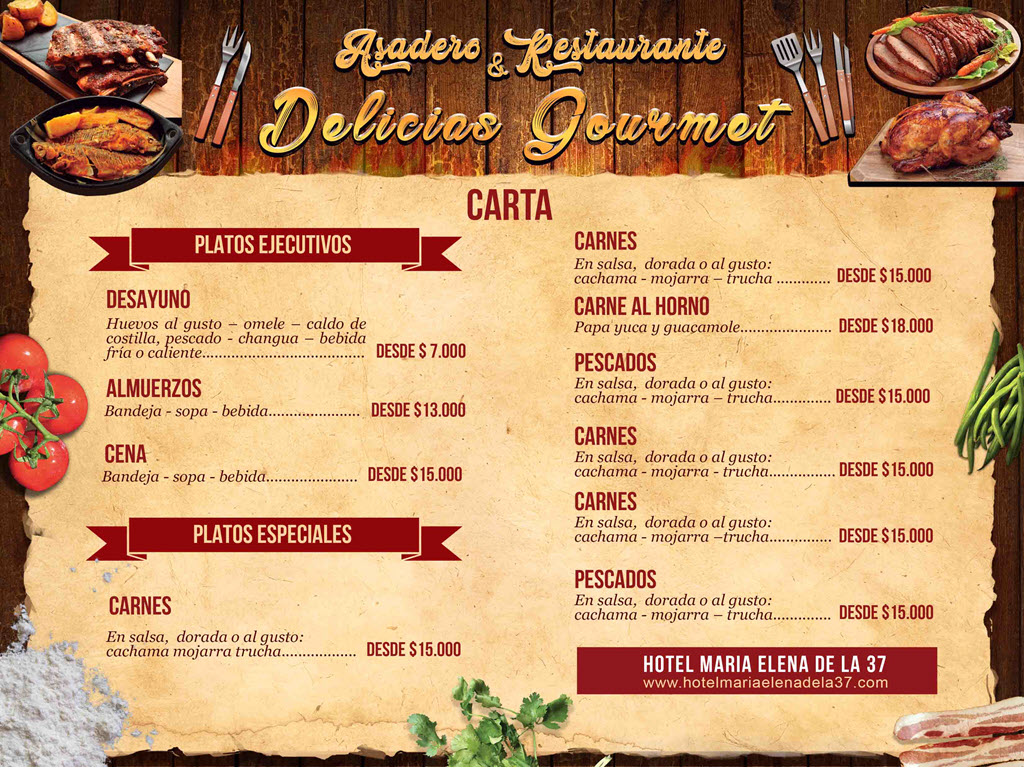 Asadero & Restaurante
Delicias Gourmet
CARTA
PLATOS EJECUTIVOS
DESAYUNO
Huevos al gusto – omele – caldo de
costilla, pescado - changua – bebida
fría o caliente..................................... DESDE $ 7.000
ALMUERZOS
Bandeja - sopa - bebida..................... DESDE $13.000
CENA
Bandeja - sopa - bebida..................... DESDE $15.000
PLATOS ESPECIALES
CARNES
En salsa, dorada o al gusto:
cachama mojarra trucha................. DESDE $15.000
CARNES
En salsa, dorada o al gusto:
cachama - mojarra – trucha ............. DESDE $15.000
CARNE AL HORNO
Papa yuca y guacamole...................... DESDE $18.000
PESCADOS
En salsa, dorada o al gusto:
cachama - mojarra – trucha.............. DESDE $15.000
CARNES
En salsa, dorada o al gusto:
cachama - mojarra - trucha................ DESDE $15.000
CARNES
En salsa, dorada o al gusto:
cachama - mojarra –trucha............... DESDE $15.000
PESCADOS
En salsa, dorada o al gusto:
cachama - mojarra – trucha.............. DESDE $15.000
HOTEL MARIA ELENA DE LA 37
www.hotelmariaelenadela37.com